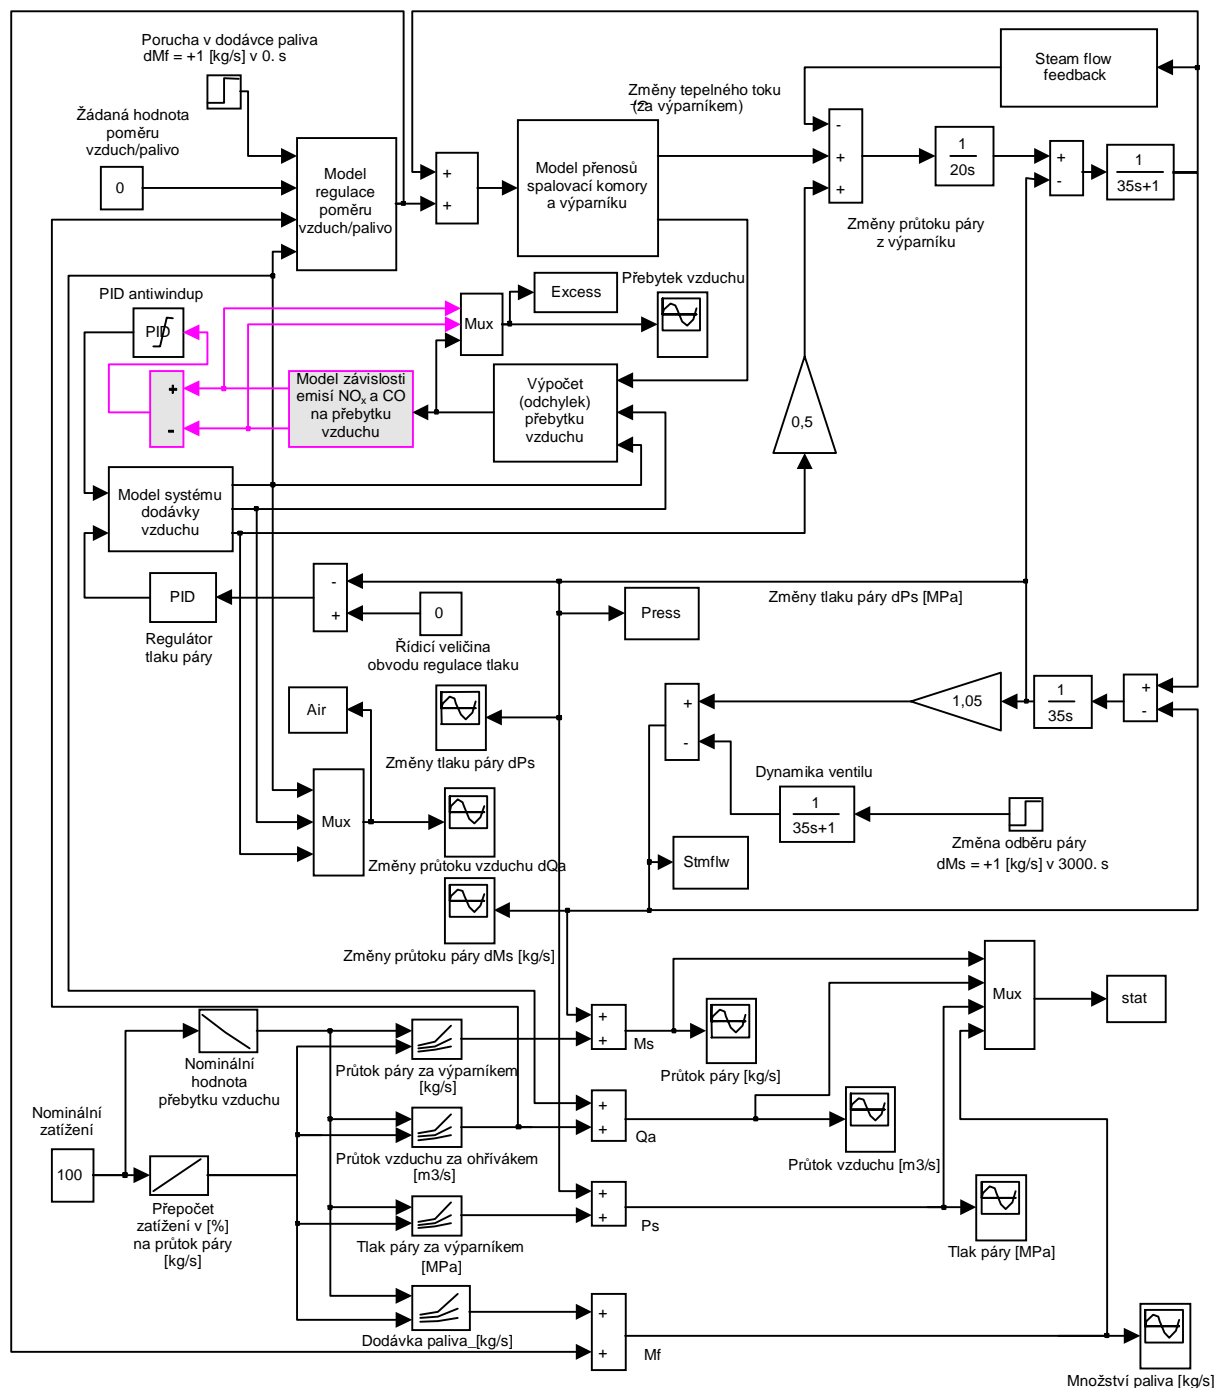 Porucha v dodávce paliva
dMf = +1 [kg/s] v 0. s
Žádaná hodnota
poměru
vzduch/palivo
0
Model
regulace
poměru
vzduch/palivo
+
+
Změny tepelného toku
(za výparníkem)
Model přenosů
spalovací komory
a výparníku
Steam flow
feedback
-
+
+
1
20s
+
-
1
35s+1
Změny průtoku páry
z výparníku
PID antiwindup
PID
Mux
Excess
Přebytek vzduchu
+
-
Model závislosti
emisí NOx a CO
na přebytku
vzduchu
Výpočet
(odchylek)
přebytku
vzduchu
0,5
Model systému
dodávky
vzduchu
PID
Regulátor
tlaku páry
-
+
0
Řídicí veličina
obvodu regulace tlaku
Press
Změny tlaku páry dPs [MPa]
Air
Změny tlaku páry dPs
+
-
1,05
1
35s
+
-
Mux
Změny průtoku vzduchu dQa
Dynamika ventilu
1
35s+1
Změna odběru páry
dMs = +1 [kg/s] v 3000. s
Stmflw
Změny průtoku páry dMs [kg/s]
Mux
stat
Nominální
hodnota
přebytku vzduchu
Průtok páry za výparníkem
[kg/s]
+
+
Ms
Průtok páry [kg/s]
Nominální
zatížení
100
Přepočet
zatížení v [%]
na průtok páry
[kg/s]
Průtok vzduchu za ohřívákem
[m3/s]
+
+
Qa
Průtok vzduchu [m3/s]
Tlak páry za výparníkem
[MPa]
+
+
Ps
Tlak páry [MPa]
Dodávka paliva_[kg/s]
+
+
Mf
Množství paliva [kg/s]